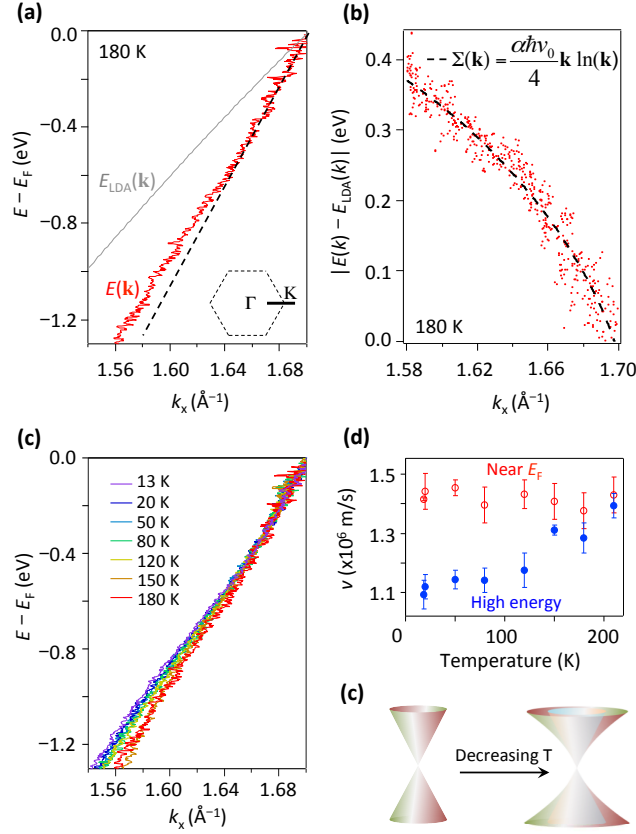 (a)
180 K
E_LDA(k)
E(k)
Γ
K
E − E_F (eV)
0.0
−0.4
−0.8
−1.2
1.56
1.60
1.64
1.68
k_x (Å⁻¹)
(b)
Σ(k) = αħv₀/4 k ln(k)
180 K
|E(k) − E_LDA(k)| (eV)
0.4
0.3
0.2
0.1
0.0
1.58
1.62
1.66
1.70
k_x (Å⁻¹)
(c)
13 K
20 K
50 K
80 K
120 K
150 K
180 K
E − E_F (eV)
0.0
−0.4
−0.8
−1.2
1.56
1.60
1.64
1.68
k_x (Å⁻¹)
(d)
Near E_F
High energy
v (x10⁶ m/s)
1.5
1.3
1.1
0
100
200
Temperature (K)
(c)
Decreasing T